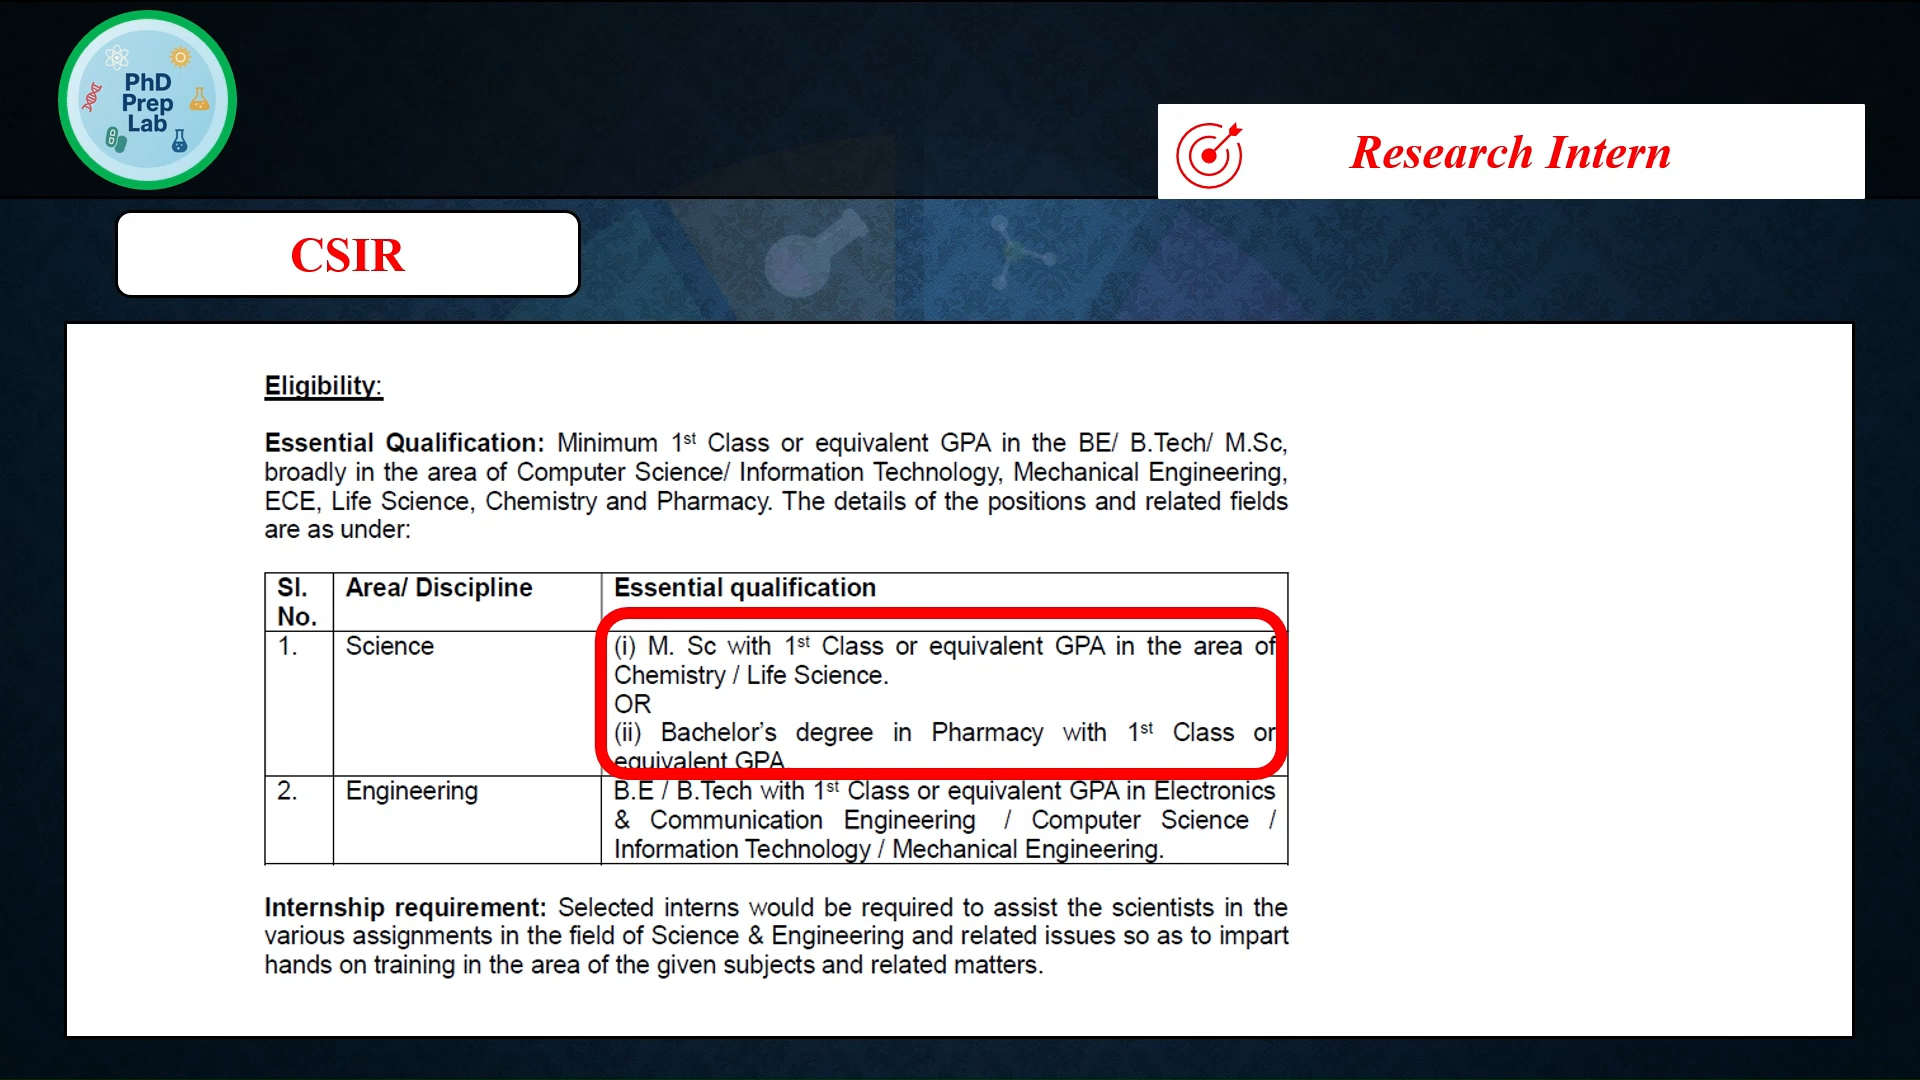 PhD
Prep
Lab
Research Intern
CSIR
Eligibility:
Essential Qualification: Minimum 1st Class or equivalent GPA in the BE/ B.Tech/ M.Sc,
broadly in the area of Computer Science/ Information Technology, Mechanical Engineering,
ECE, Life Science, Chemistry and Pharmacy. The details of the positions and related fields
are as under:
Sl. Area/ Discipline Essential qualification
No.
1. Science (i) M. Sc with 1st Class or equivalent GPA in the area of
Chemistry / Life Science.
OR
(ii) Bachelor’s degree in Pharmacy with 1st Class or
equivalent GPA.
2. Engineering B.E / B.Tech with 1st Class or equivalent GPA in Electronics
& Communication Engineering / Computer Science /
Information Technology / Mechanical Engineering.
Internship requirement: Selected interns would be required to assist the scientists in the
various assignments in the field of Science & Engineering and related issues so as to impart
hands on training in the area of the given subjects and related matters.